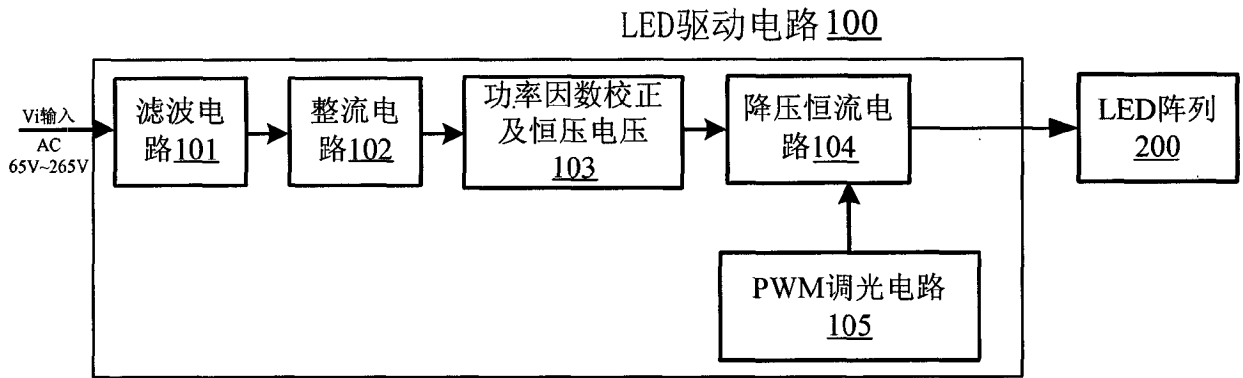 LED驱动电路 100
Vi输入
AC
65V~265V
滤波电
路101
整流电
路102
功率因数校正
及恒压电压
103
降压恒流电
路104
LED阵列
200
PWM调光电路
105